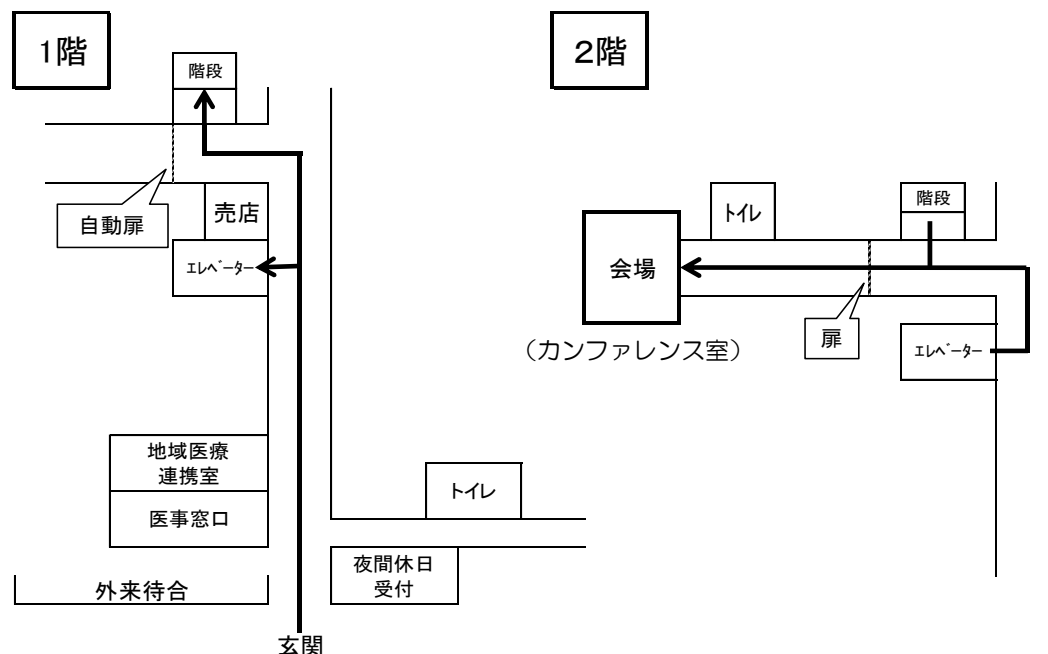 1階
階段
自動扉
売店
ｴﾚﾍﾞｰﾀｰ
地域医療
連携室
医事窓口
外来待合
玄関
トイレ
夜間休日
受付
２階
トイレ
階段
会場
（カンファレンス室）
扉
ｴﾚﾍﾞｰﾀｰ